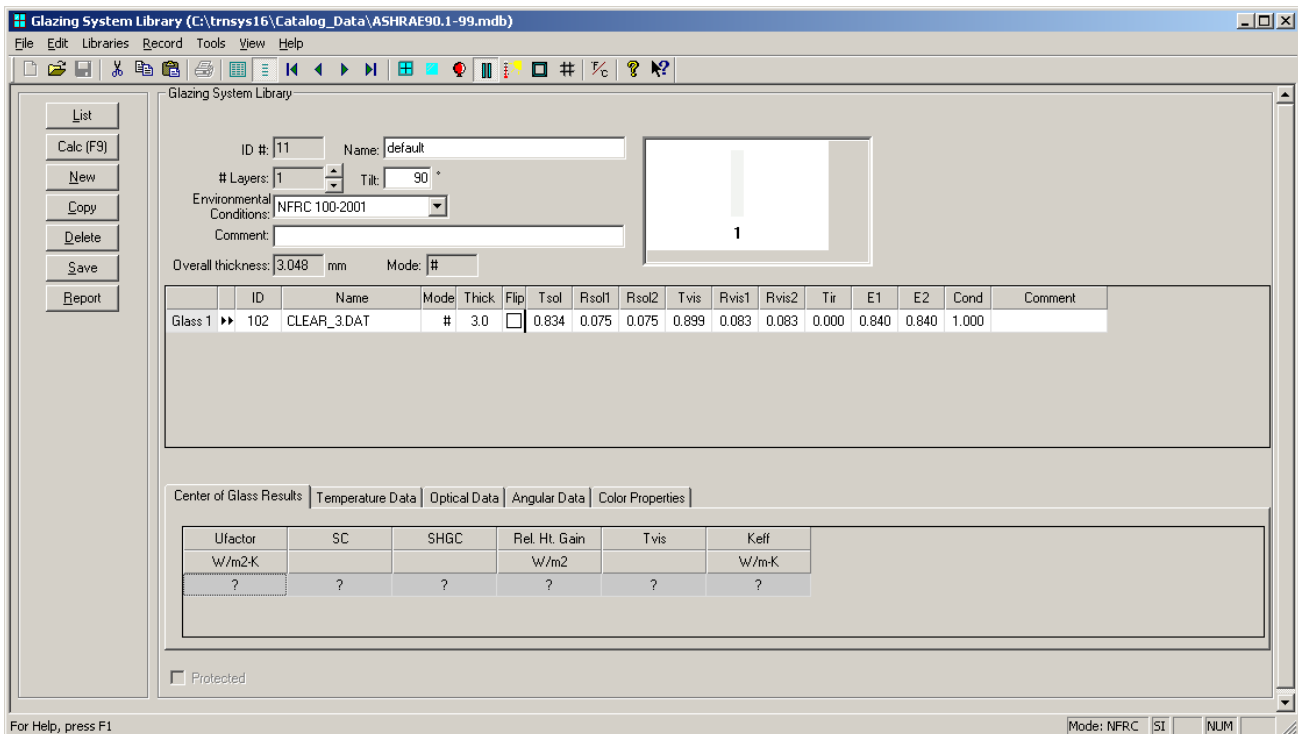 Glazing System Library (C:\trnsys16\Catalog_Data\ASHRAE90.1-99.mdb)
File Edit Libraries Record Tools View Help
F/C
Glazing System Library
List
Calc (F9)
New
Copy
Delete
Save
Report
ID #: 11 Name: default
# Layers: 1 Tilt: 90 °
Environmental Conditions: NFRC 100-2001
Comment:
Overall thickness: 3.048 mm Mode: #
1
ID Name Mode Thick Flip Tsol Rsol1 Rsol2 Tvis Rvis1 Rvis2 Tir E1 E2 Cond Comment
Glass 1 102 CLEAR_3.DAT # 3.0 0.834 0.075 0.075 0.899 0.083 0.083 0.000 0.840 0.840 1.000
Center of Glass Results Temperature Data Optical Data Angular Data Color Properties
Ufactor SC SHGC Rel. Ht. Gain Tvis Keff
W/m2-K W/m2 W/m-K
? ? ? ? ? ?
Protected
For Help, press F1 Mode: NFRC SI NUM